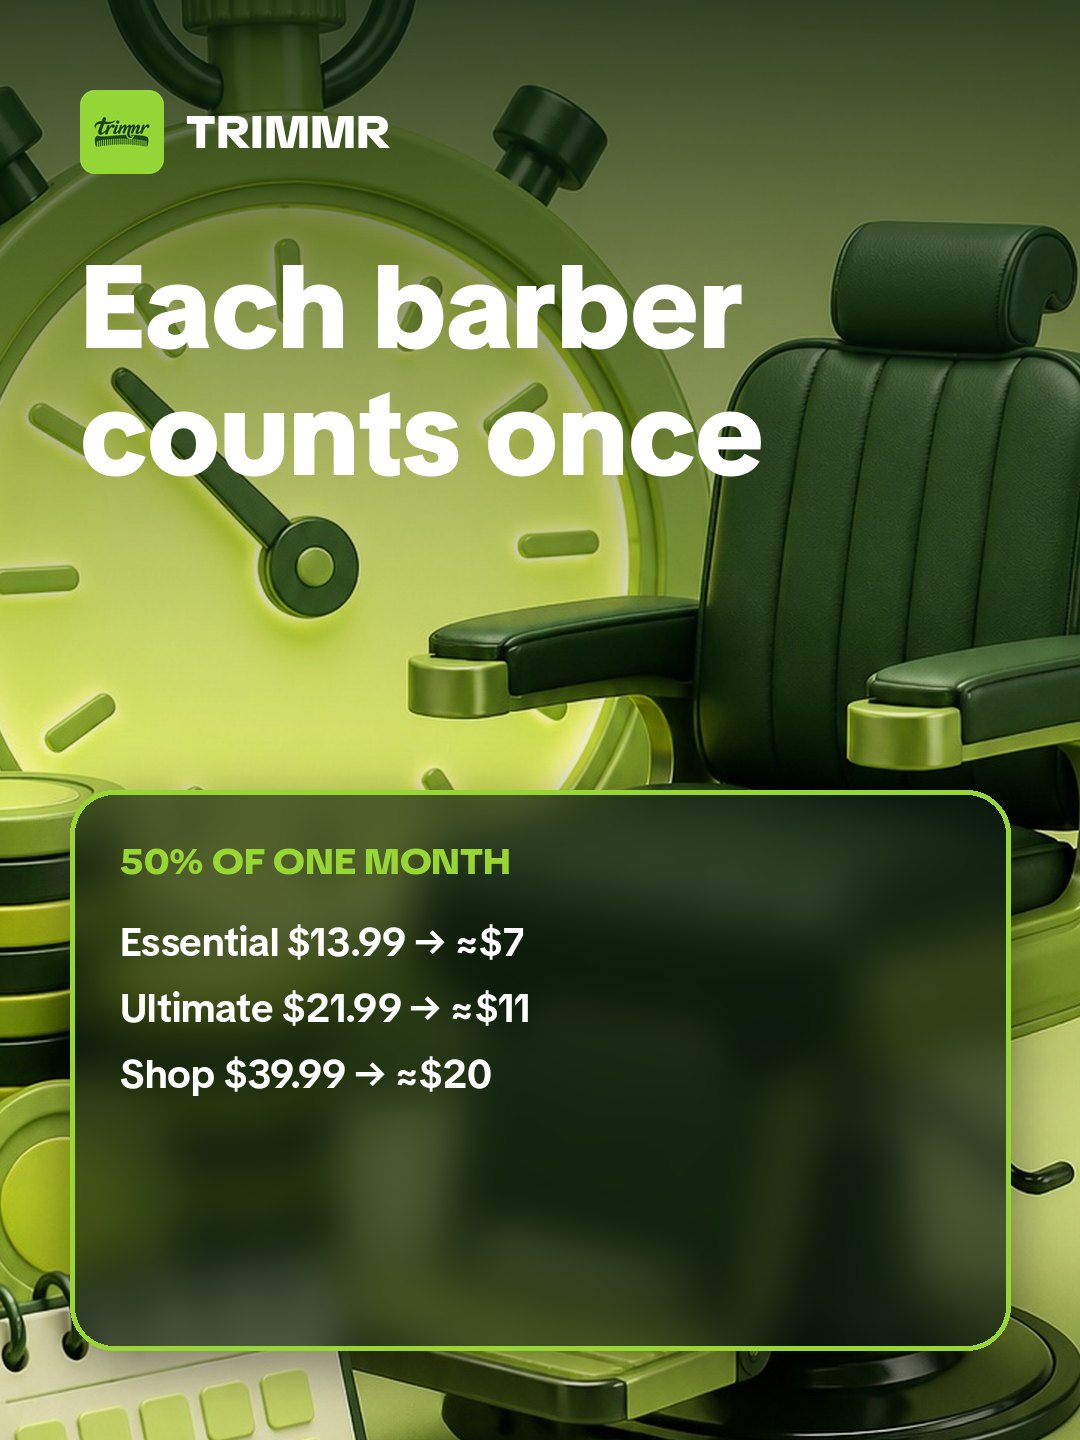 trimmr
TRIMMR
Each barber
counts once
50% OF ONE MONTH
Essential $13.99 → ≈$7
Ultimate $21.99 → ≈$11
Shop $39.99 → ≈$20